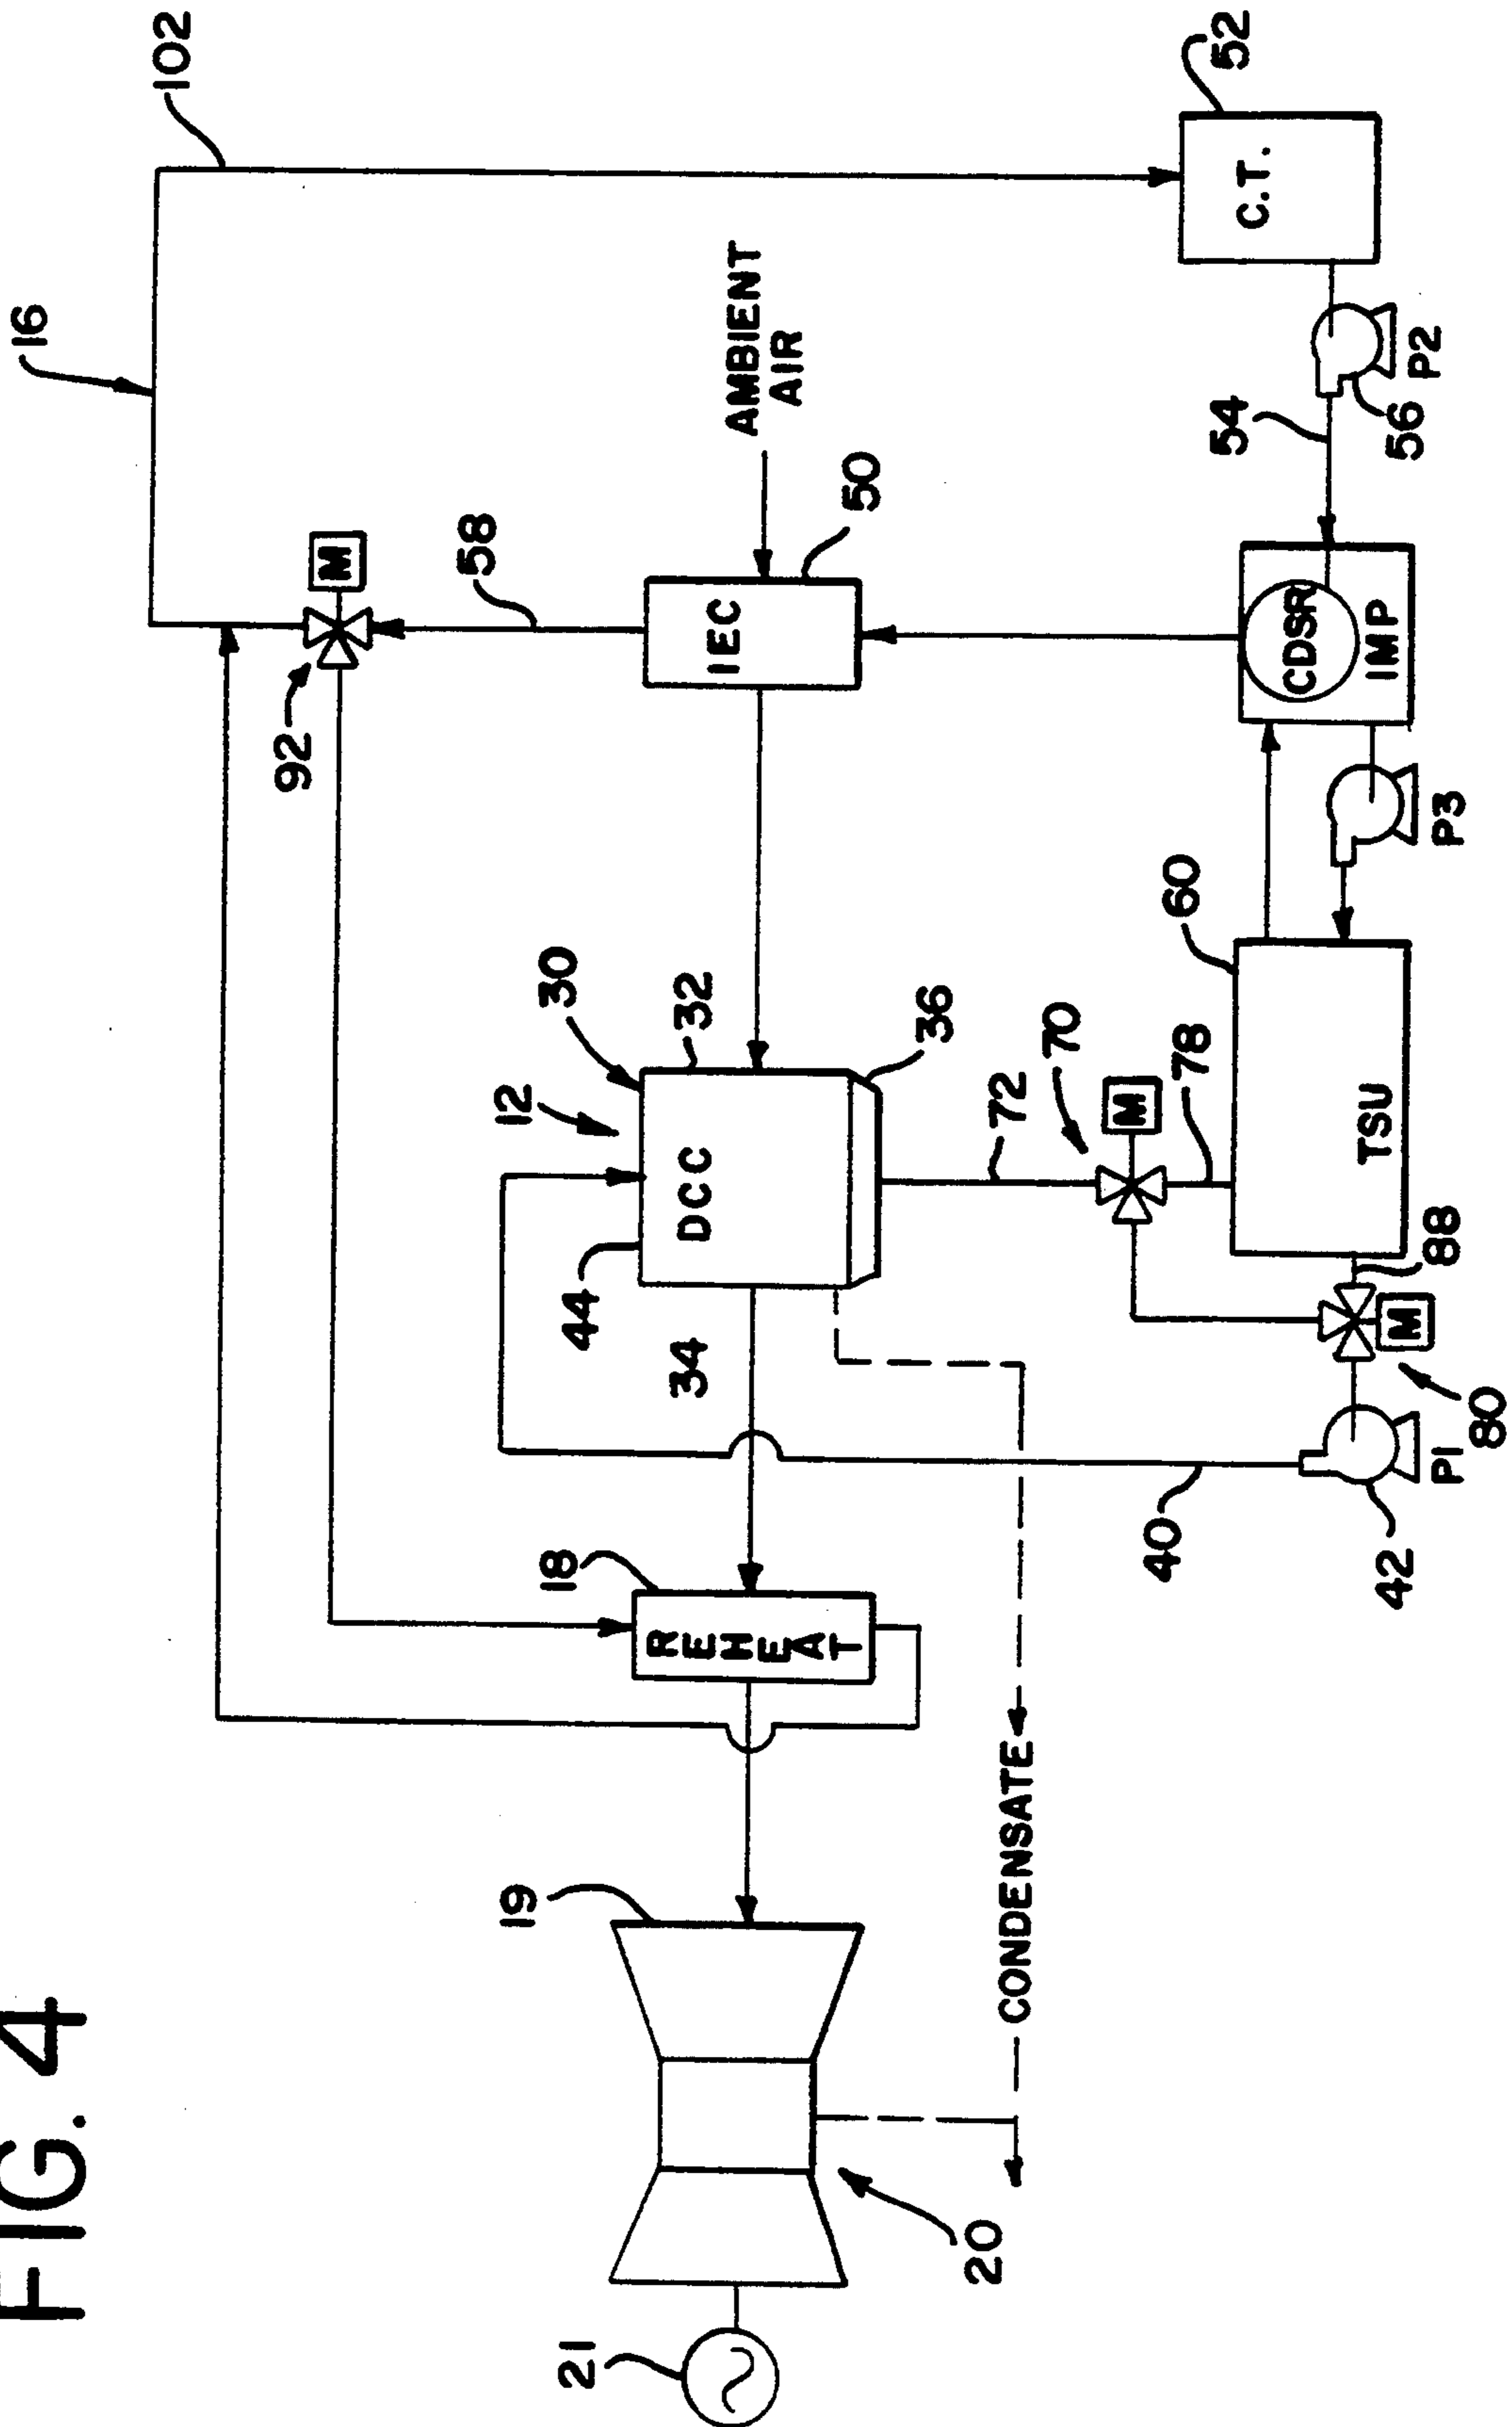 FIG. 4
16
102
92
M
58
AMBIENT
AIR
IEC
50
C.T.
52
54
56
P2
CDSR
IMP
P3
60
TSU
12
30
32
DCC
44
34
36
72
70
M
78
88
M
80
P1
42
40
18
REHEAT
19
CONDENSATE
20
21